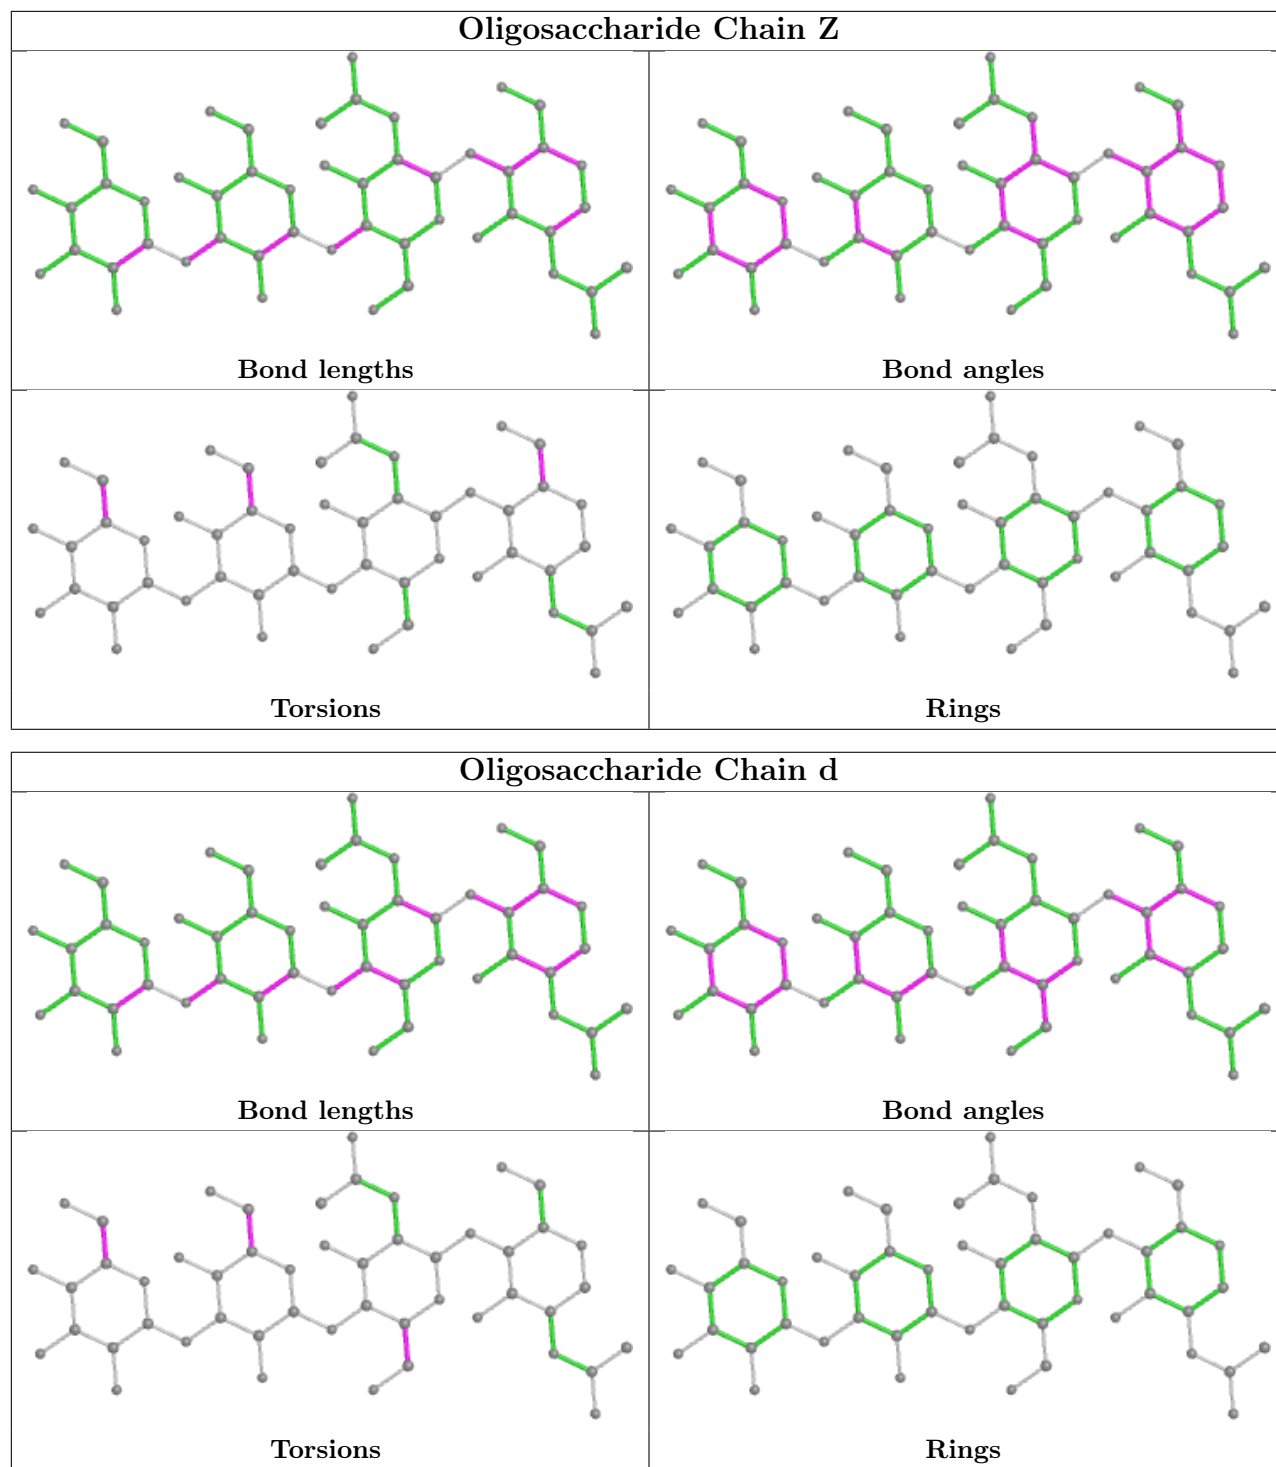 Oligosaccharide Chain Z
Bond lengths
Bond angles
Torsions
Rings
Oligosaccharide Chain d
Bond lengths
Bond angles
Torsions
Rings